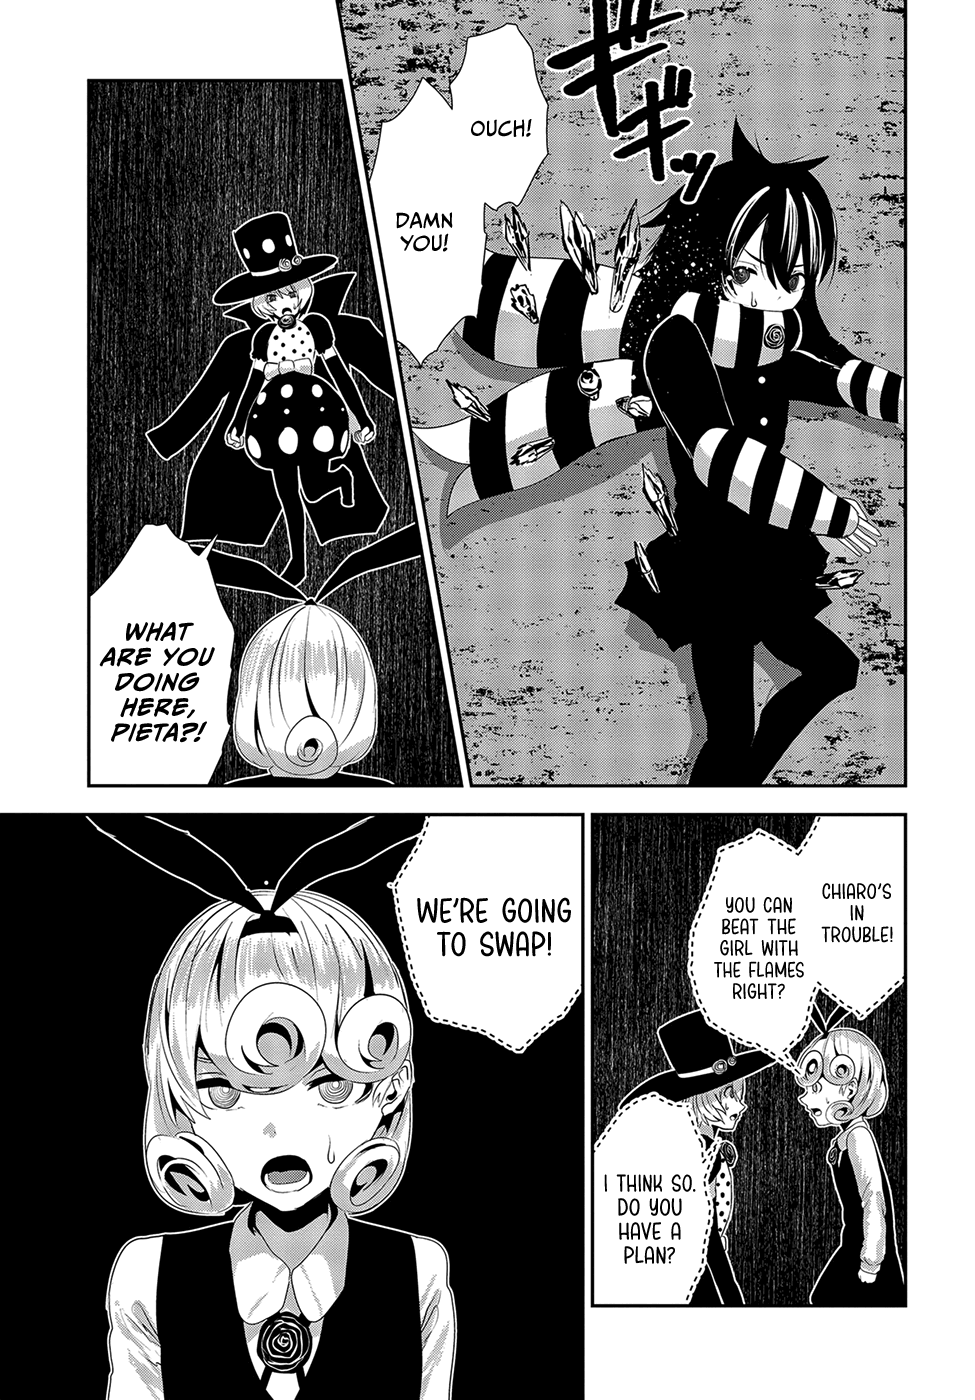 ギギッ
OUCH!
DAMN
YOU!
WHAT
ARE YOU
DOING
HERE,
PIETA?!
CHIARO'S
IN
TROUBLE!
YOU CAN
BEAT THE
GIRL WITH
THE FLAMES
RIGHT?
I THINK SO.
DO YOU
HAVE A
PLAN?
WE'RE GOING
TO SWAP!